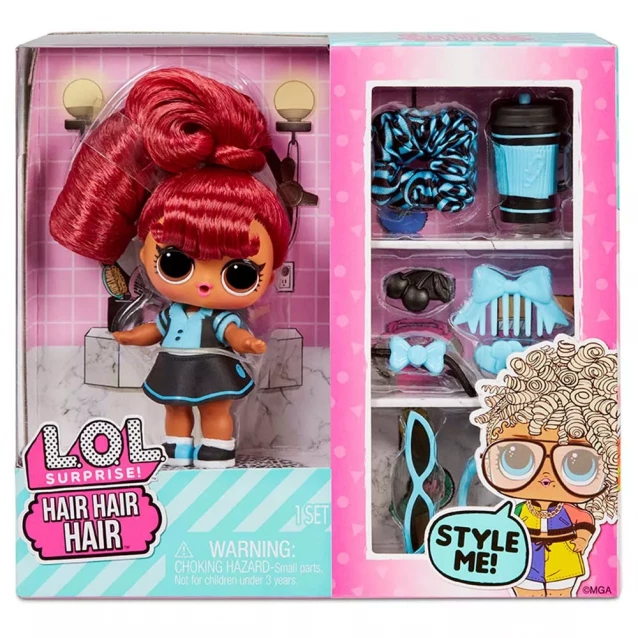 L.O.L.
SURPRISE!
HAIR HAIR
HAIR
™
1 SET
WARNING:
CHOKING HAZARD-Small parts.
Not for children under 3 years.
STYLE
ME!
©MGA